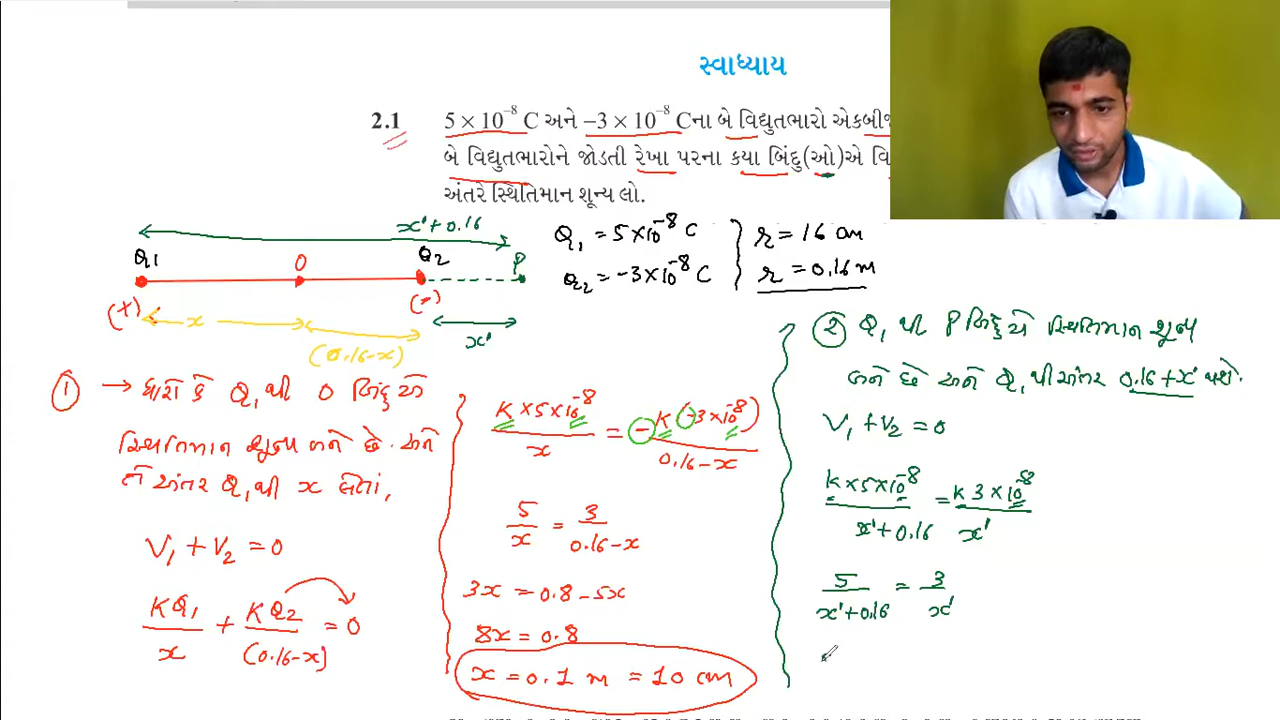 સ્વાધ્યાય
2.1 5 × 10⁻⁸ C અને –3 × 10⁻⁸ Cના બે વિદ્યુતભારો એકબીજ
બે વિદ્યુતભારોને જોડતી રેખા પરના કયા બિંદુ(ઓ)એ વિ
અંતરે સ્થિતિમાન શૂન્ય લો.
x' + 0.16
Q₁ O Q₂ P
(+) (-)
x (0.16-x) x'
Q₁ = 5×10⁻⁸ C
Q₂ = -3×10⁻⁸ C
r = 16 cm
r = 0.16 m
① → ધારો કે Q₁ થી O બિંદુએ
સ્થિતિમાન શૂન્ય બને છે. અને
તે અંતર Q₁ થી x લેતાં,
V₁ + V₂ = 0
KQ₁/x + KQ₂/(0.16-x) = 0
K×5×10⁻⁸/x = -K(-3×10⁻⁸)/0.16-x
5/x = 3/0.16-x
3x = 0.8 - 5x
8x = 0.8
x = 0.1 m = 10 cm
② Q₁ થી P બિંદુએ સ્થિતિમાન શૂન્ય
બને છે અને Q₁ થી અંતર 0.16+x' થશે.
V₁ + V₂ = 0
K×5×10⁻⁸/x'+0.16 = K3×10⁻⁸/x'
5/x'+0.16 = 3/x'